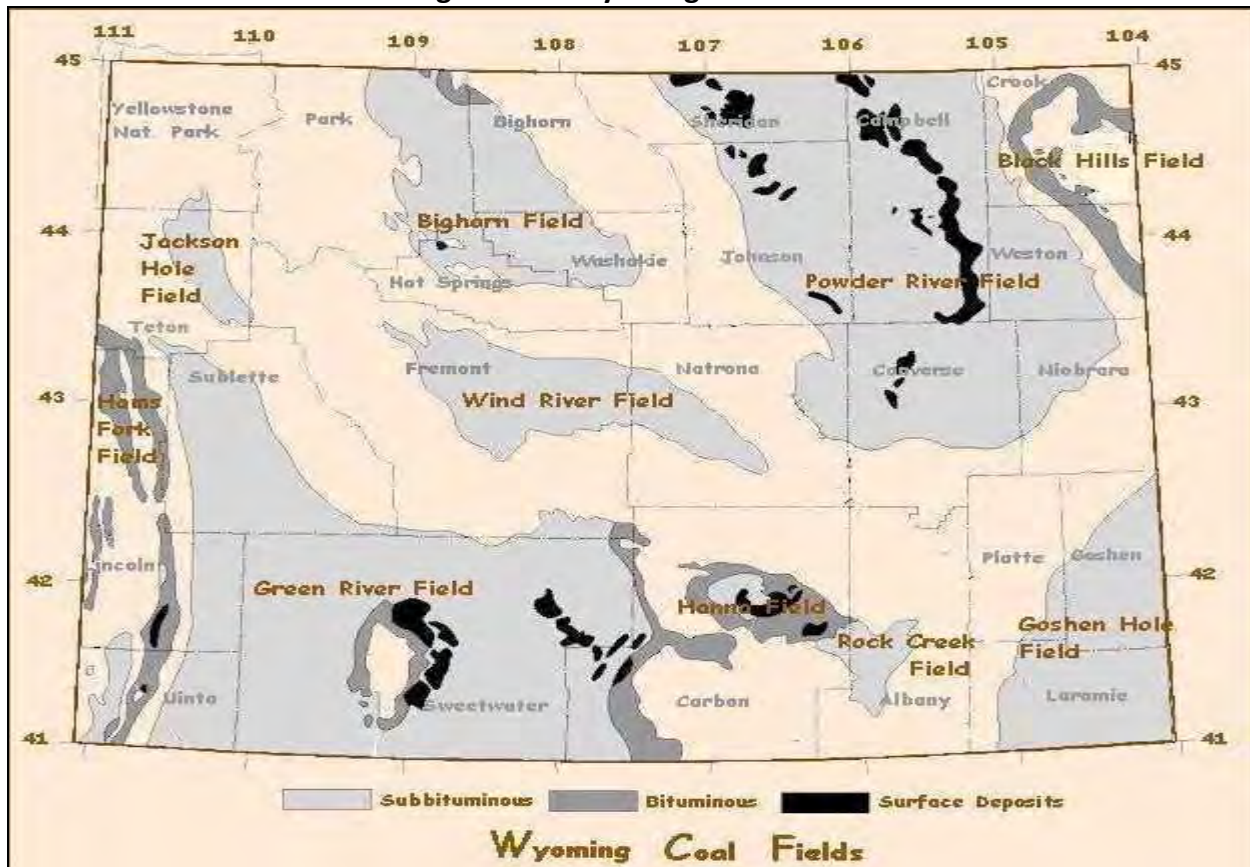 111 110 109 108 107 106 105 104
45 45
Crook
Yellowstone
Nat. Park
Park
Bighorn
Sheridan
Campbell
Black Hills Field
Bighorn Field
44 44
Jackson
Hole
Field
Washakie
Johnson
Weston
Hot Springs
Powder River Field
Teton
Sublette
Fremont
Natrona
Converse
Niobrara
43 43
Hams
Fork
Field
Wind River Field
Lincoln
Platte
Goshen
42 42
Green River Field
Hanna Field
Rock Creek
Field
Goshen Hole
Field
Uinta
Sweetwater
Carbon
Albany
Laramie
41 41
Subbituminous Bituminous Surface Deposits
Wyoming Coal Fields